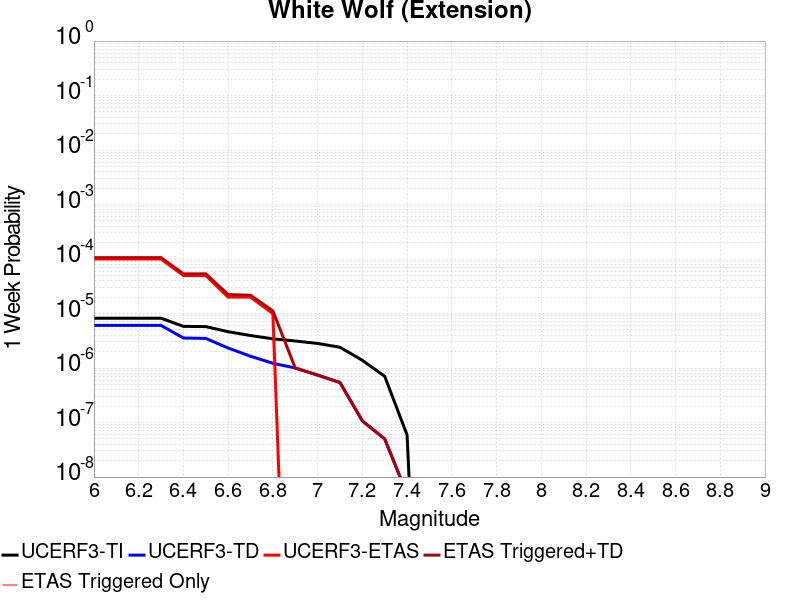 White Wolf (Extension)
10^0
10^-1
10^-2
10^-3
10^-4
10^-5
10^-6
10^-7
10^-8
1 Week Probability
6 6.2 6.4 6.6 6.8 7 7.2 7.4 7.6 7.8 8 8.2 8.4 8.6 8.8 9
Magnitude
UCERF3-TI UCERF3-TD UCERF3-ETAS ETAS Triggered+TD
ETAS Triggered Only